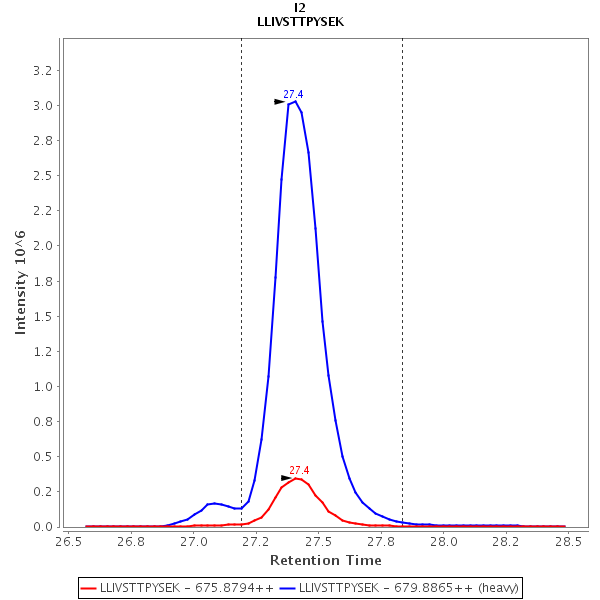 I2
LLIVSTTPYSEK
Intensity 10^6
3.2
3.0
2.8
2.5
2.2
2.0
1.8
1.5
1.2
1.0
0.8
0.5
0.2
0.0
27.4
27.4
26.5 26.8 27.0 27.2 27.5 27.8 28.0 28.2 28.5
Retention Time
LLIVSTTPYSEK - 675.8794++ LLIVSTTPYSEK - 679.8865++ (heavy)